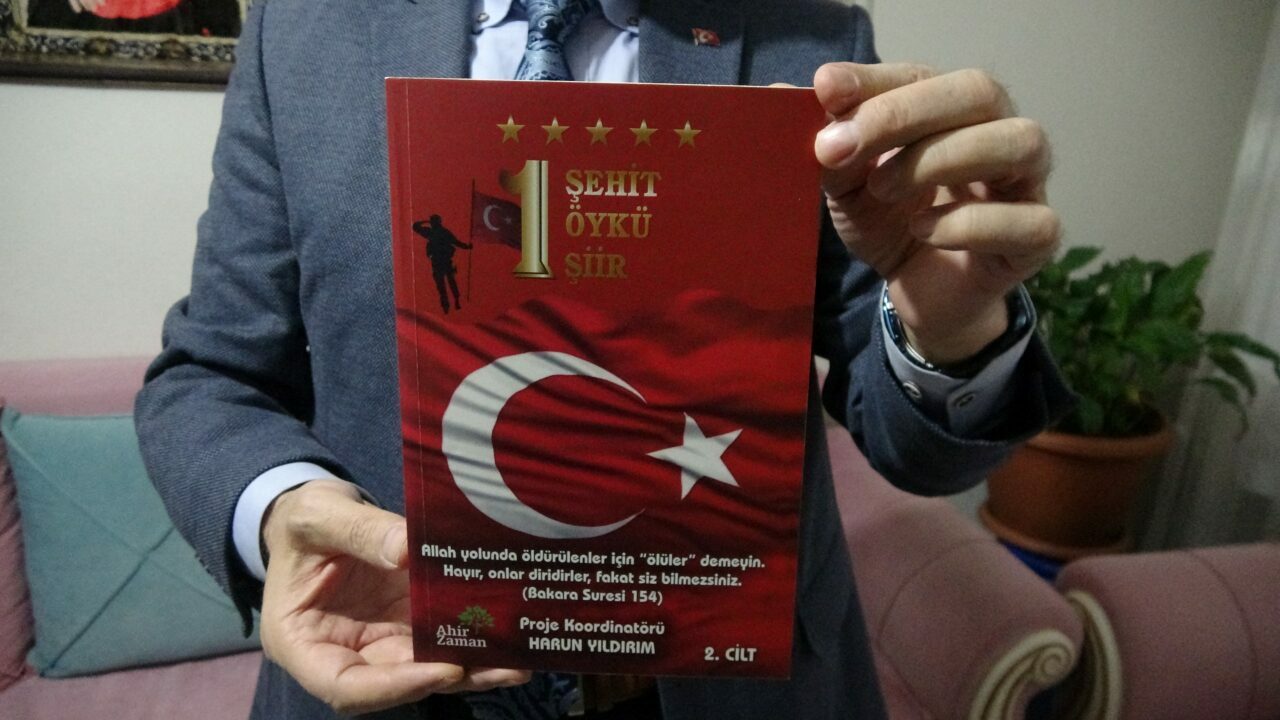 1 ŞEHİT
ÖYKÜ
ŞİİR
Allah yolunda öldürülenler için “ölüler” demeyin.
Hayır, onlar diridirler, fakat siz bilmezsiniz.
(Bakara Suresi 154)
Ahir
Zaman
Proje Koordinatörü
HARUN YILDIRIM
2. CİLT